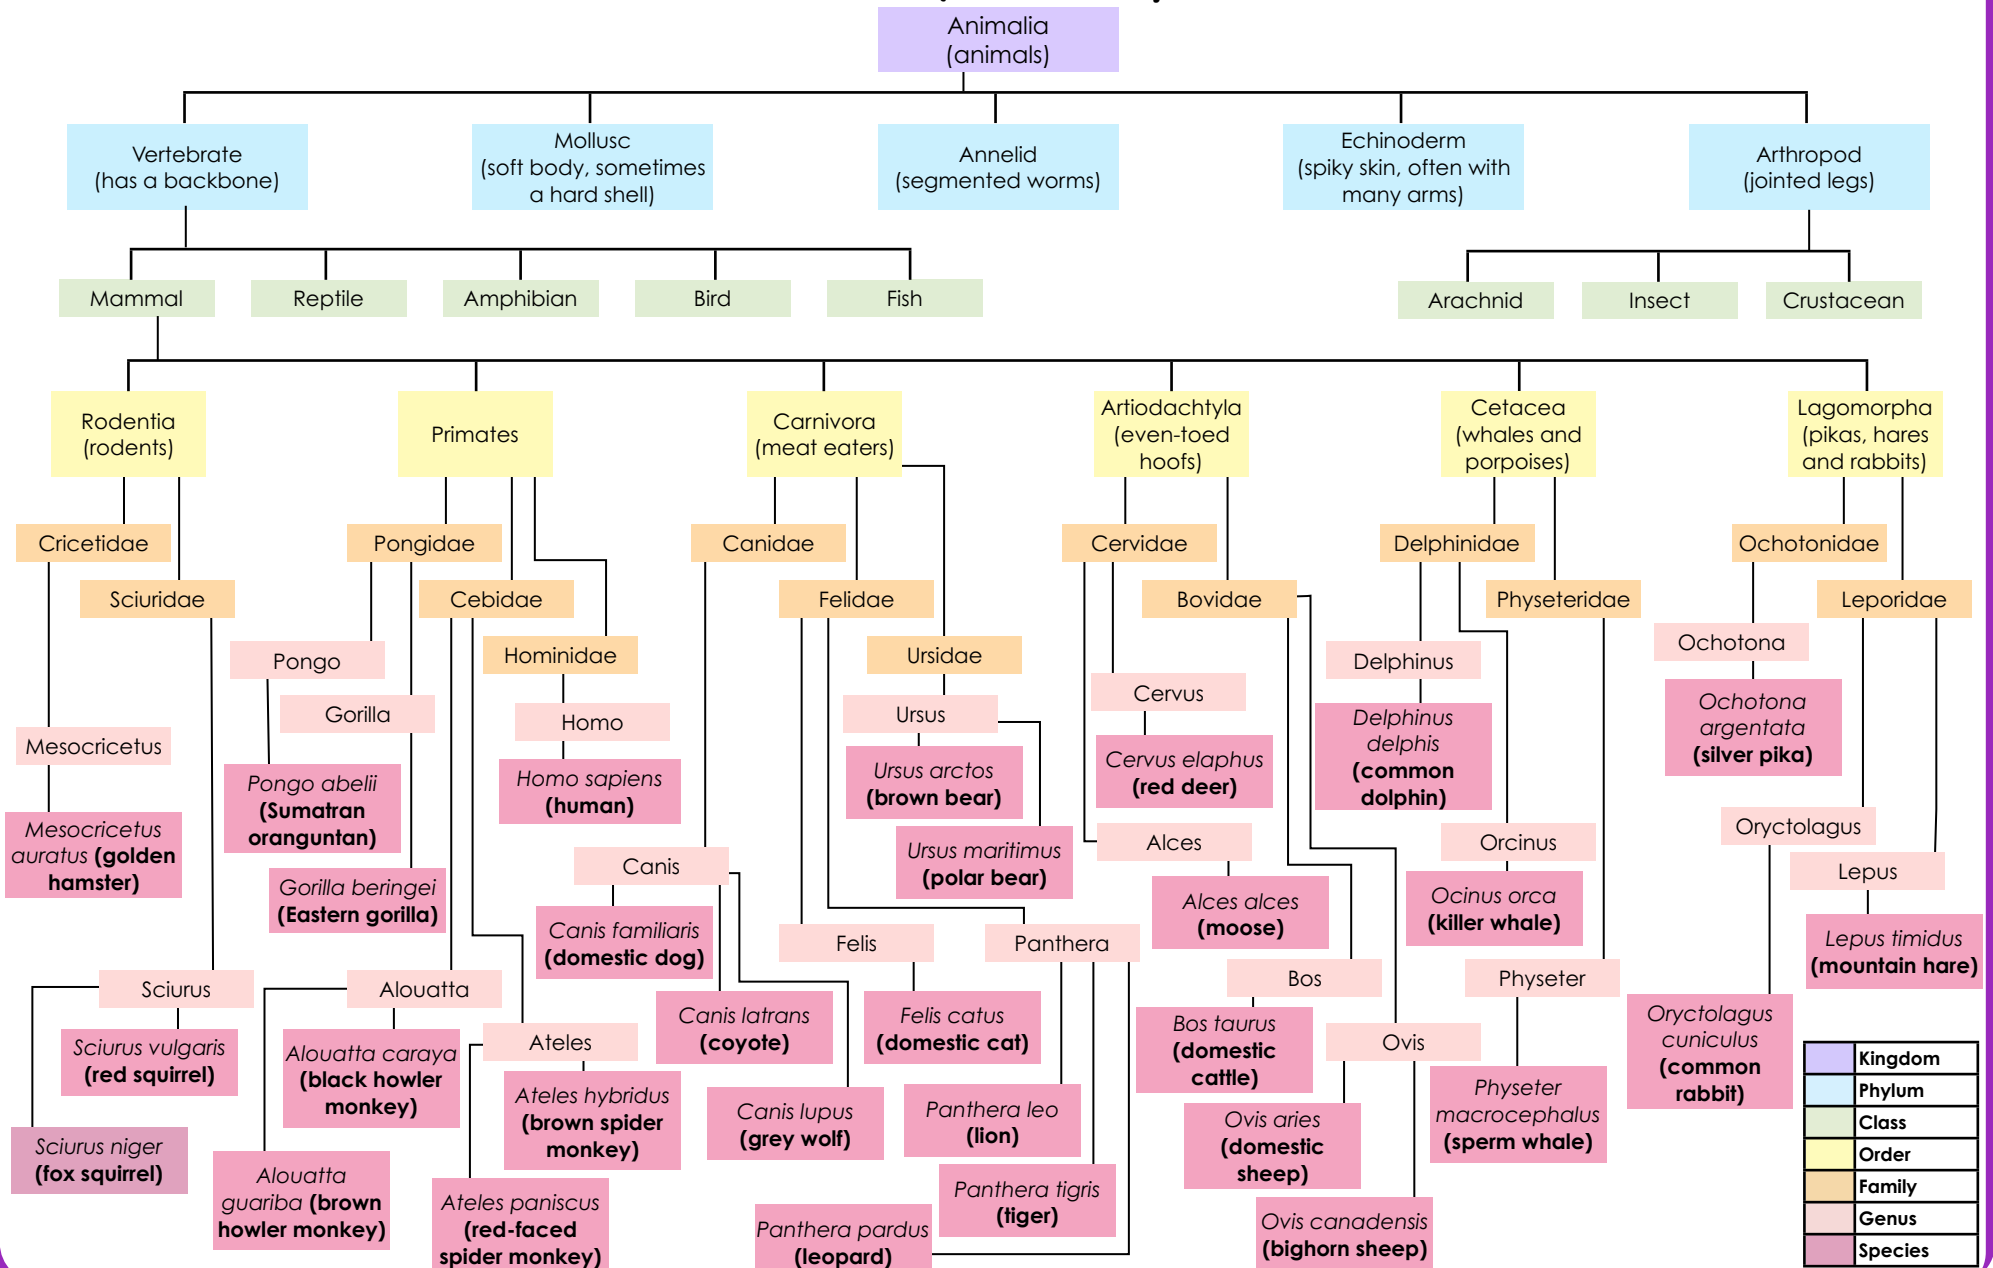 Animalia
(animals)
Vertebrate
(has a backbone)
Mollusc
(soft body, sometimes
a hard shell)
Annelid
(segmented worms)
Echinoderm
(spiky skin, often with
many arms)
Arthropod
(jointed legs)
Mammal
Reptile
Amphibian
Bird
Fish
Arachnid
Insect
Crustacean
Rodentia
(rodents)
Primates
Carnivora
(meat eaters)
Artiodachtyla
(even-toed
hoofs)
Cetacea
(whales and
porpoises)
Lagomorpha
(pikas, hares
and rabbits)
Cricetidae
Pongidae
Canidae
Cervidae
Delphinidae
Ochotonidae
Sciuridae
Cebidae
Felidae
Bovidae
Physeteridae
Leporidae
Pongo
Hominidae
Ursidae
Delphinus
Ochotona
Gorilla
Homo
Ursus
Cervus
Mesocricetus
Pongo abelii
(Sumatran
oranguntan)
Homo sapiens
(human)
Ursus arctos
(brown bear)
Cervus elaphus
(red deer)
Delphinus
delphis
(common
dolphin)
Ochotona
argentata
(silver pika)
Mesocricetus
auratus (golden
hamster)
Gorilla beringei
(Eastern gorilla)
Canis
Ursus maritimus
(polar bear)
Alces
Orcinus
Oryctolagus
Lepus
Canis familiaris
(domestic dog)
Alces alces
(moose)
Ocinus orca
(killer whale)
Felis
Panthera
Lepus timidus
(mountain hare)
Sciurus
Alouatta
Bos
Physeter
Sciurus vulgaris
(red squirrel)
Alouatta caraya
(black howler
monkey)
Ateles
Canis latrans
(coyote)
Felis catus
(domestic cat)
Bos taurus
(domestic
cattle)
Ovis
Oryctolagus
cuniculus
(common
rabbit)
Sciurus niger
(fox squirrel)
Alouatta
guariba (brown
howler monkey)
Ateles hybridus
(brown spider
monkey)
Ateles paniscus
(red-faced
spider monkey)
Canis lupus
(grey wolf)
Panthera leo
(lion)
Panthera tigris
(tiger)
Panthera pardus
(leopard)
Ovis aries
(domestic
sheep)
Ovis canadensis
(bighorn sheep)
Physeter
macrocephalus
(sperm whale)
Kingdom
Phylum
Class
Order
Family
Genus
Species